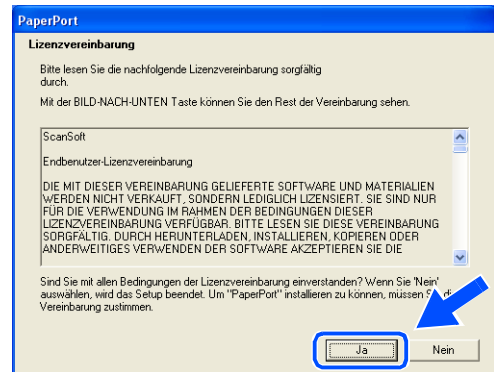 PaperPort
Lizenzvereinbarung
Bitte lesen Sie die nachfolgende Lizenzvereinbarung sorgfältig
durch.
Mit der BILD-NACH-UNTEN Taste können Sie den Rest der Vereinbarung sehen.
ScanSoft
Endbenutzer-Lizenzvereinbarung
DIE MIT DIESER VEREINBARUNG GELIEFERTE SOFTWARE UND MATERIALIEN
WERDEN NICHT VERKAUFT, SONDERN LEDIGLICH LIZENSIERT. SIE SIND NUR
FÜR DIE VERWENDUNG IM RAHMEN DER BEDINGUNGEN DIESER
LIZENZVEREINBARUNG VERFÜGBAR. BITTE LESEN SIE DIESE VEREINBARUNG
SORGFÄLTIG. DURCH HERUNTERLADEN, INSTALLIEREN, KOPIEREN ODER
ANDERWEITIGES VERWENDEN DER SOFTWARE AKZEPTIEREN SIE DIE
Sind Sie mit allen Bedingungen der Lizenzvereinbarung einverstanden? Wenn Sie 'Nein'
auswählen, wird das Setup beendet. Um "PaperPort" installieren zu können, müssen
Vereinbarung zustimmen.
Ja
Nein